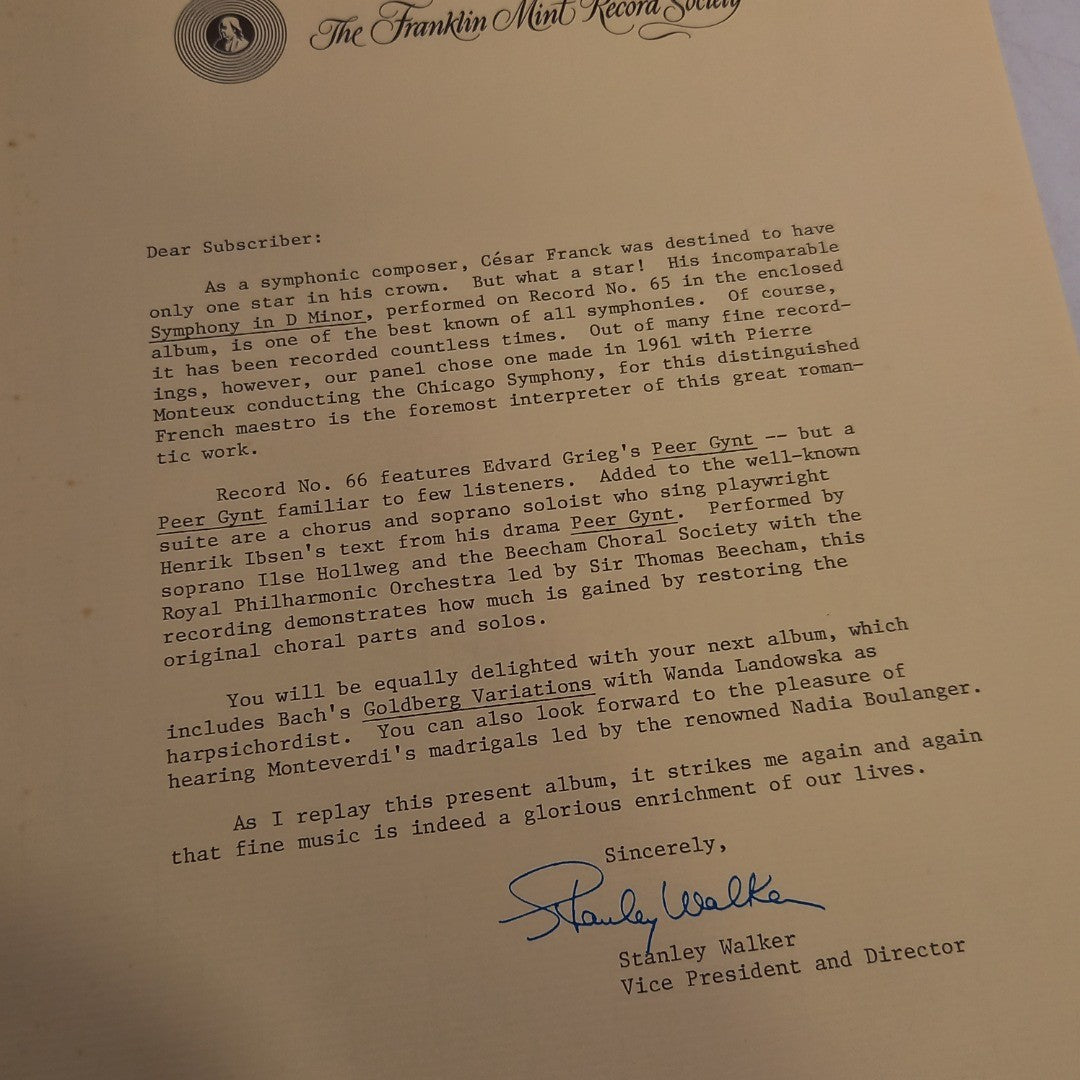 The Franklin Mint Record Society
Dear Subscriber:
As a symphonic composer, César Franck was destined to have
only one star in his crown. But what a star! His incomparable
Symphony in D Minor, performed on Record No. 65 in the enclosed
album, is one of the best known of all symphonies. Of course,
it has been recorded countless times. Out of many fine record-
ings, however, our panel chose one made in 1961 with Pierre
Monteux conducting the Chicago Symphony, for this distinguished
French maestro is the foremost interpreter of this great roman-
tic work.
Record No. 66 features Edvard Grieg's Peer Gynt -- but a
Peer Gynt familiar to few listeners. Added to the well-known
suite are a chorus and soprano soloist who sing playwright
Henrik Ibsen's text from his drama Peer Gynt. Performed by
soprano Ilse Hollweg and the Beecham Choral Society with the
Royal Philharmonic Orchestra led by Sir Thomas Beecham, this
recording demonstrates how much is gained by restoring the
original choral parts and solos.
You will be equally delighted with your next album, which
includes Bach's Goldberg Variations with Wanda Landowska as
harpsichordist. You can also look forward to the pleasure of
hearing Monteverdi's madrigals led by the renowned Nadia Boulanger.
As I replay this present album, it strikes me again and again
that fine music is indeed a glorious enrichment of our lives.
Sincerely,
Stanley Walker
Stanley Walker
Vice President and Director